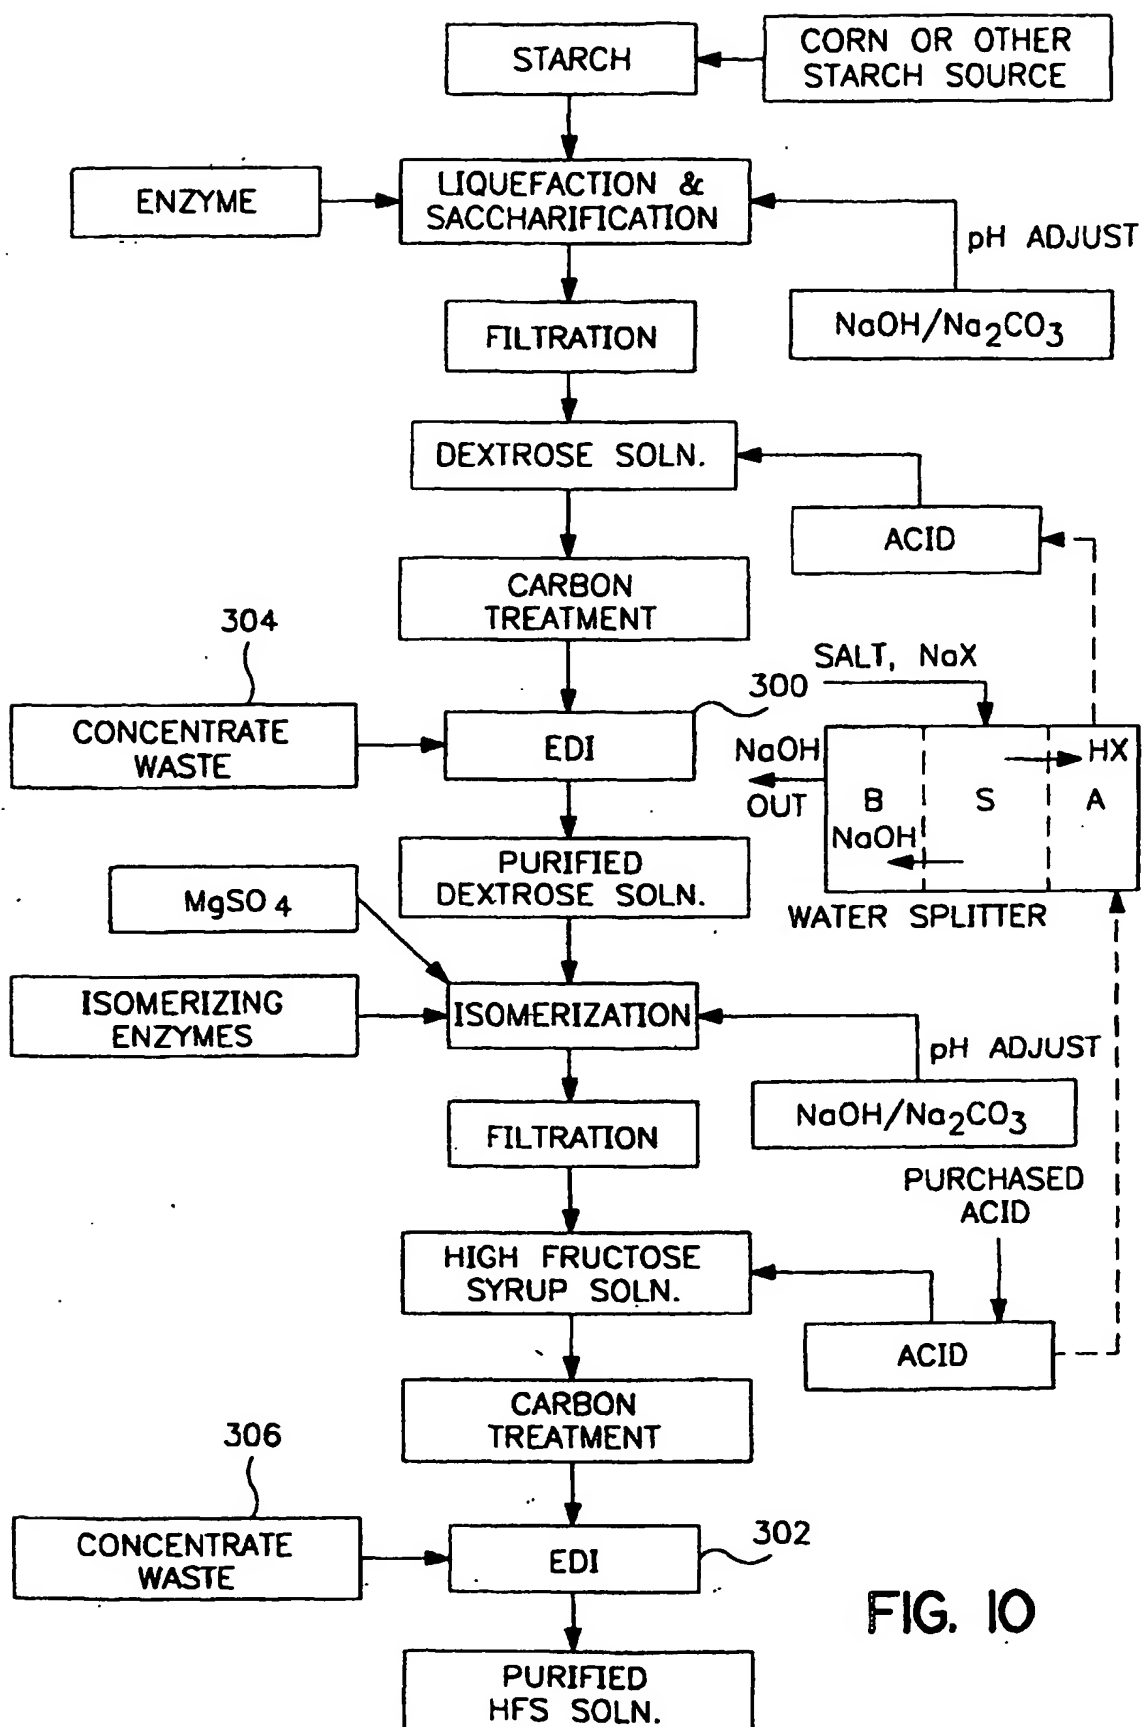 STARCH
CORN OR OTHER
STARCH SOURCE
ENZYME
LIQUEFACTION &
SACCHARIFICATION
pH ADJUST
NaOH/Na₂CO₃
FILTRATION
DEXTROSE SOLN.
ACID
CARBON
TREATMENT
304
SALT, NaX
300
CONCENTRATE
WASTE
EDI
NaOH
OUT
HX
B
S
A
NaOH
WATER SPLITTER
PURIFIED
DEXTROSE SOLN.
MgSO₄
ISOMERIZING
ENZYMES
ISOMERIZATION
pH ADJUST
NaOH/Na₂CO₃
FILTRATION
PURCHASED
ACID
HIGH FRUCTOSE
SYRUP SOLN.
ACID
CARBON
TREATMENT
306
CONCENTRATE
WASTE
EDI
302
PURIFIED
HFS SOLN.
FIG. 10